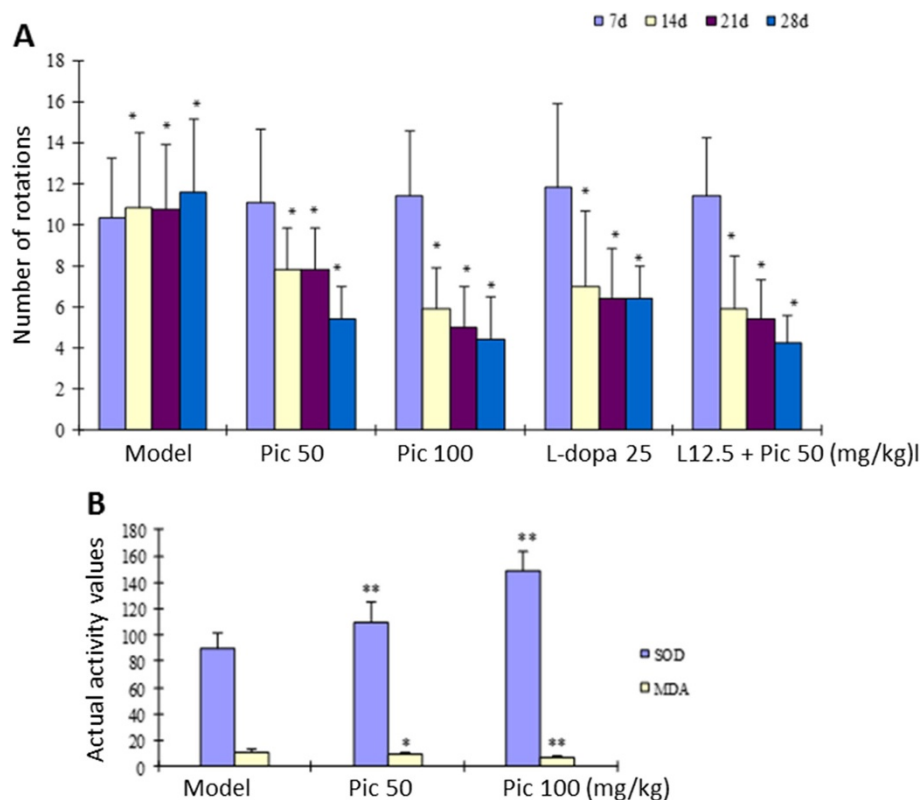 7d 14d 21d 28d
A
18
16
14
12
10
8
6
4
2
0
Number of rotations
* * *
* * *
* * *
* * *
* * *
Model Pic 50 Pic 100 L-dopa 25 L12.5 + Pic 50 (mg/kg)l
B
180
160
140
120
100
80
60
40
20
0
Actual activity values
** **
* **
SOD
MDA
Model Pic 50 Pic 100 (mg/kg)